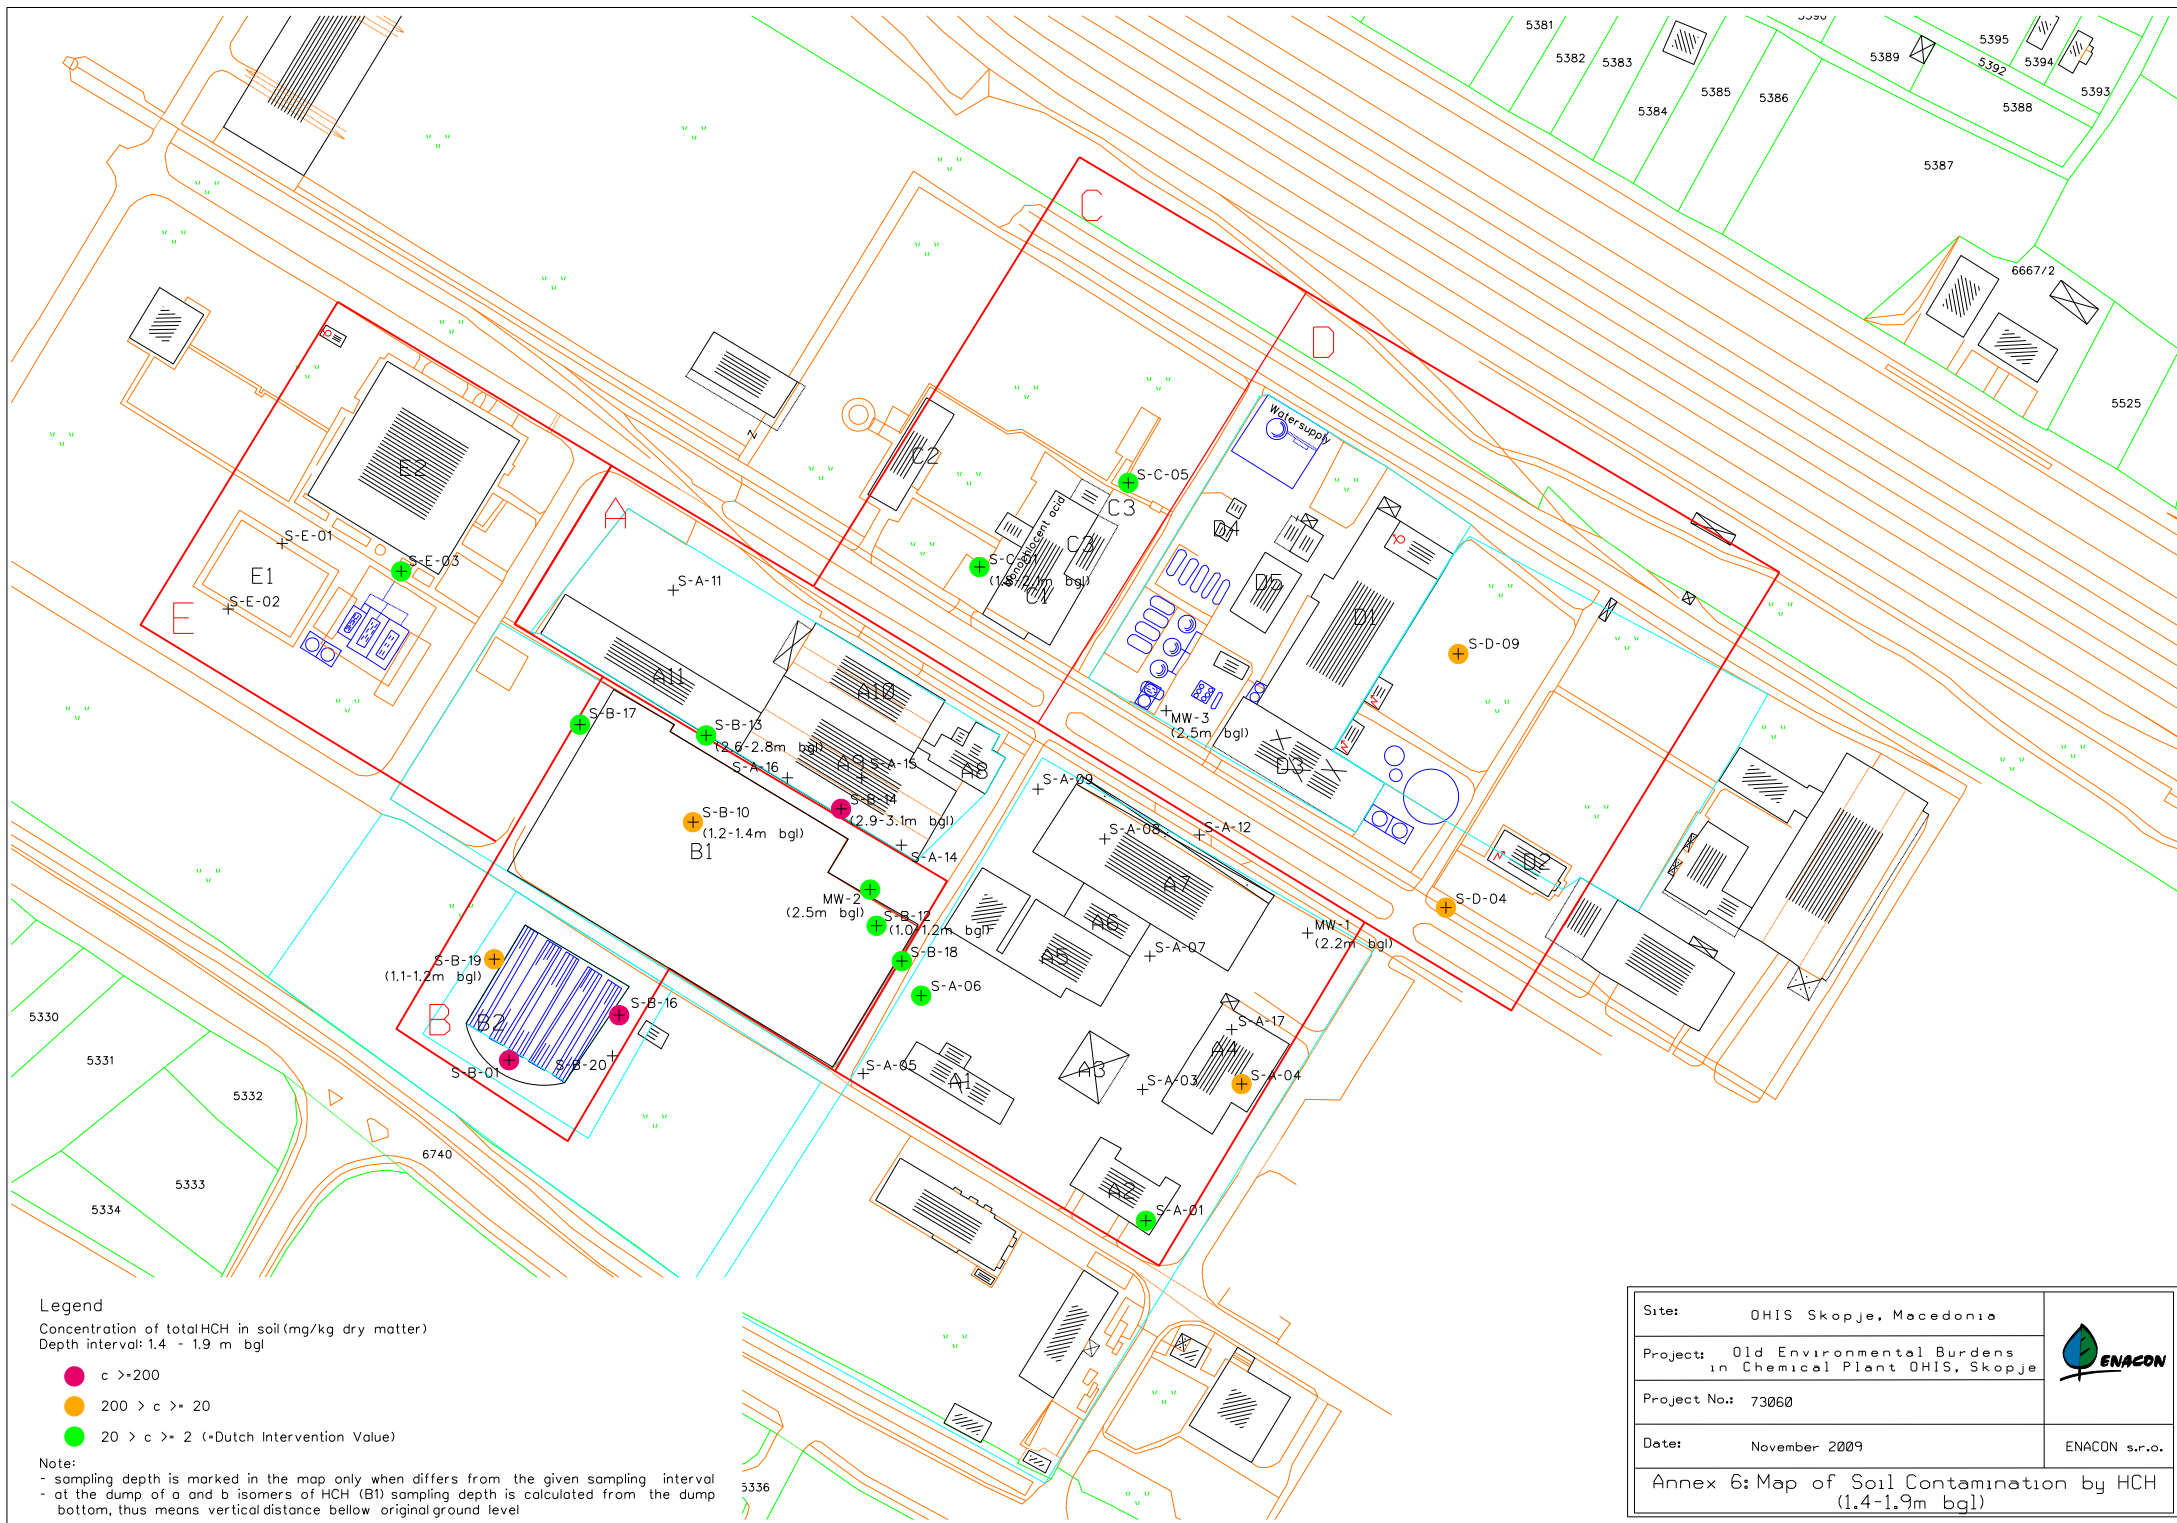 5381
5382
5383
5384
5385
5386
5389
5395
5392
5394
5393
5388
5387
6667/2
5525
C
D
Watersupply
Z
C2
S-C-05
C3
C3
Monochlocent acid
S-C-01
(1.8-2.1m bgl)
C1
D4
D5
D1
S-D-09
E2
S-E-01
S-E-03
E1
S-E-02
E
A
S-A-11
A11
A10
S-B-17
S-B-13
(2.6-2.8m bgl)
S-A-16
A9
S-A-15
A8
MW-3
(2.5m bgl)
D3
S-A-09
S-B-14
(2.9-3.1m bgl)
S-B-10
(1.2-1.4m bgl)
B1
S-A-14
S-A-08
S-A-12
D2
A7
MW-2
(2.5m bgl)
S-B-12
(1.0-1.2m bgl)
S-D-04
A6
MW-1
(2.2m bgl)
S-A-07
A5
S-B-18
S-B-19
(1.1-1.2m bgl)
S-A-06
S-B-16
B
B2
S-B-20
S-B-01
S-A-17
A4
S-A-05
A1
A3
S-A-03
S-A-04
A2
S-A-01
5330
5331
5332
5333
5334
6740
5336
Legend
Concentration of total HCH in soil (mg/kg dry matter)
Depth interval: 1.4 - 1.9 m bgl
c >=200
200 > c >= 20
20 > c >= 2 (=Dutch Intervention Value)
Note:
- sampling depth is marked in the map only when differs from the given sampling interval
- at the dump of a and b isomers of HCH (B1) sampling depth is calculated from the dump
bottom, thus means vertical distance bellow original ground level
Site: OHIS Skopje, Macedonia
Project: Old Environmental Burdens
in Chemical Plant OHIS, Skopje
ENACON
Project No.: 73060
Date: November 2009
ENACON s.r.o.
Annex 6: Map of Soil Contamination by HCH
(1.4-1.9m bgl)